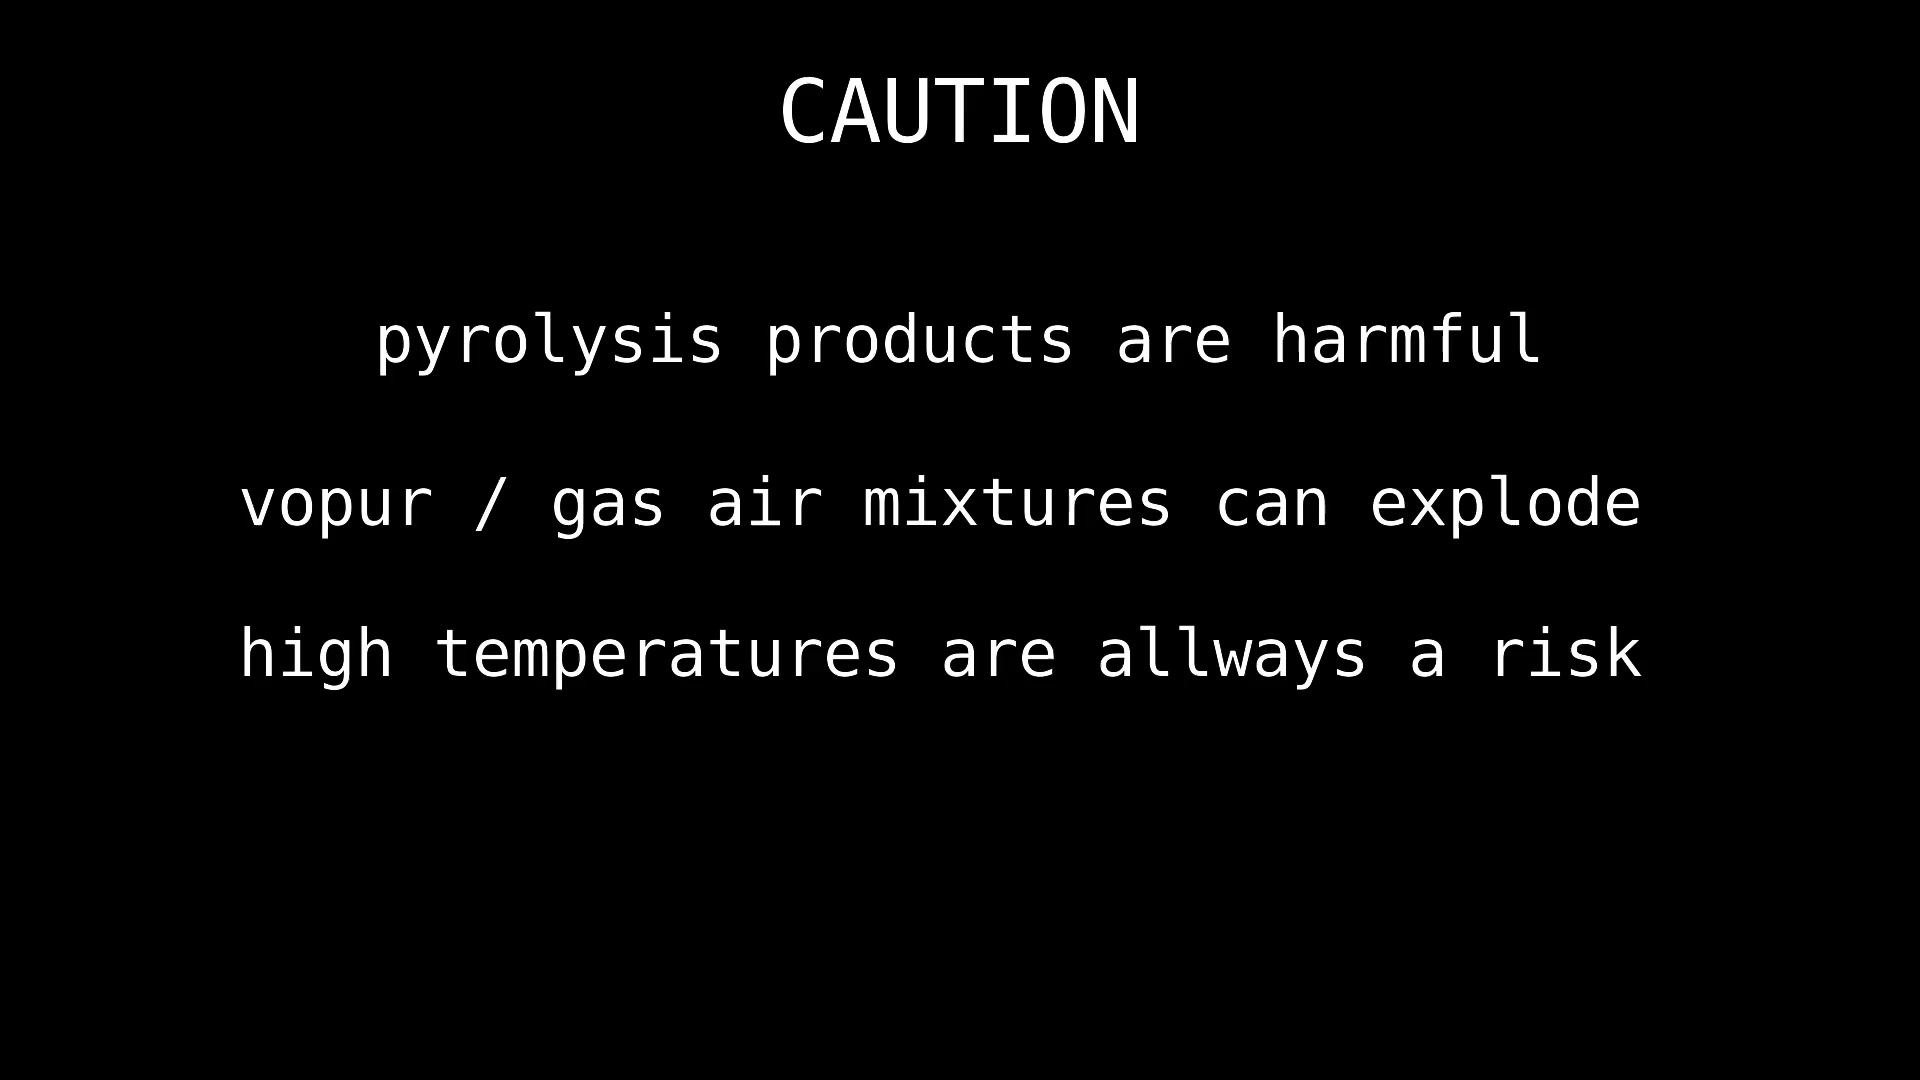 CAUTION
pyrolysis products are harmful
vopur / gas air mixtures can explode
high temperatures are allways a risk